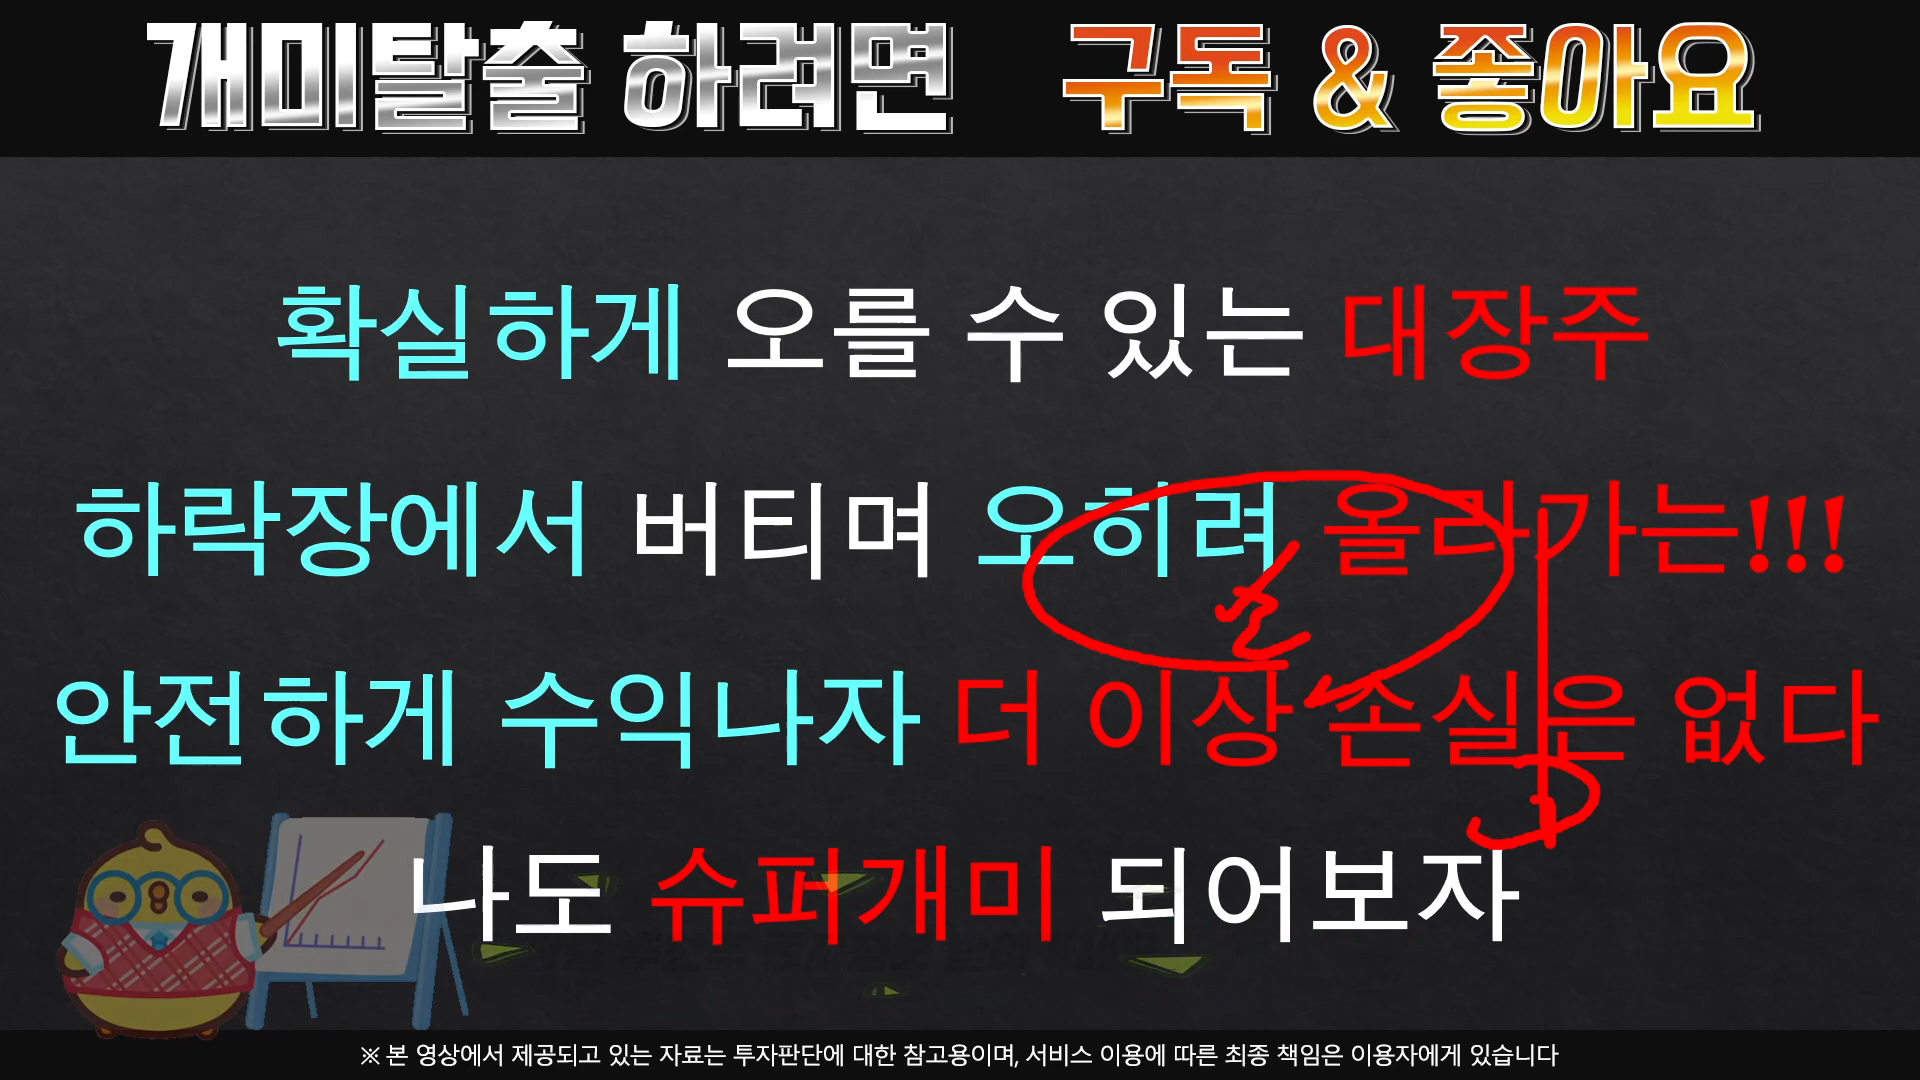 개미탈출 하려면 구독 & 좋아요
확실하게 오를 수 있는 대장주
하락장에서 버티며 오히려 올라가는!!!
안전하게 수익나자 더 이상 손실은 없다
나도 슈퍼개미 되어보자
※ 본 영상에서 제공되고 있는 자료는 투자판단에 대한 참고용이며, 서비스 이용에 따른 최종 책임은 이용자에게 있습니다